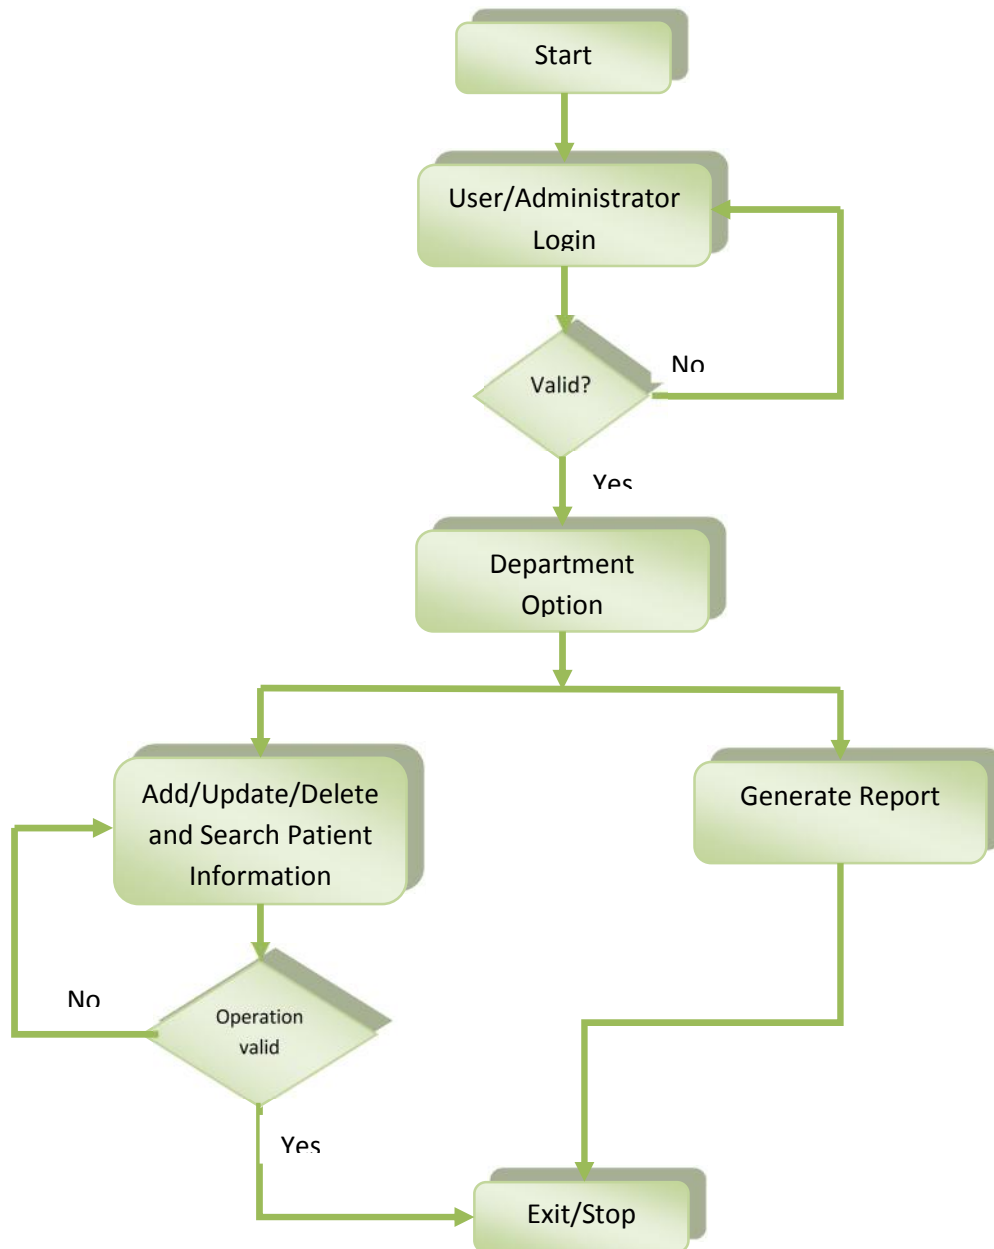 Start
User/Administrator
Login
Valid?
No
Yes
Department
Option
Add/Update/Delete
and Search Patient
Information
Generate Report
No
Operation
valid
Yes
Exit/Stop